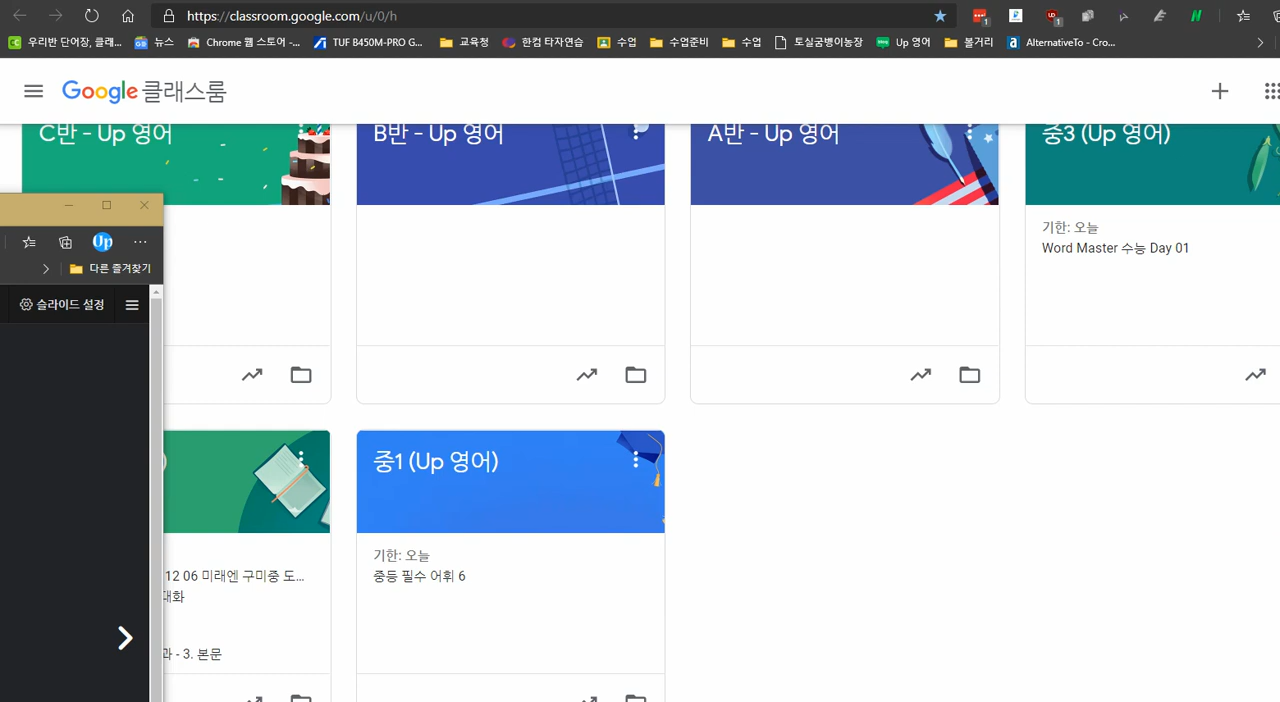 https://classroom.google.com/u/0/h
우리반 단어장, 클래...
뉴스
Chrome 웹 스토어 -...
TUF B450M-PRO G...
교육청
한컴 타자연습
수업
수업준비
수업
토실궁뱅이농장
Up 영어
볼거리
AlternativeTo - Cro...
Google 클래스룸
C반 - Up 영어
B반 - Up 영어
A반 - Up 영어
중3 (Up 영어)
기한: 오늘
Word Master 수능 Day 01
Up
다른 즐겨찾기
슬라이드 설정
중1 (Up 영어)
기한: 오늘
중등 필수 어휘 6
12 06 미래엔 구미중 도...
대화
과 - 3. 본문